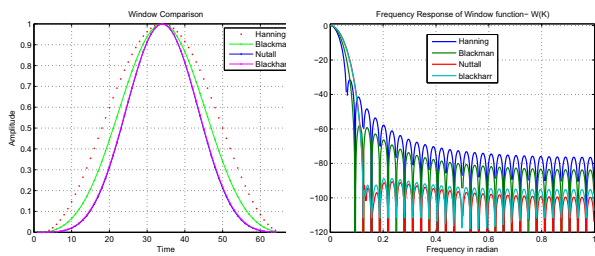 Window Comparison
1
0.9
0.8
0.7
0.6
0.5
0.4
0.3
0.2
0.1
0
0 10 20 30 40 50 60
Time
Amplitude
Hanning
Blackman
Nutall
Blackharr
Frequency Response of Window function− W(K)
0
−20
−40
−60
−80
−100
−120
0 0.2 0.4 0.6 0.8 1
Frequency in radian
Hanning
Blackman
Nuttall
blackharr